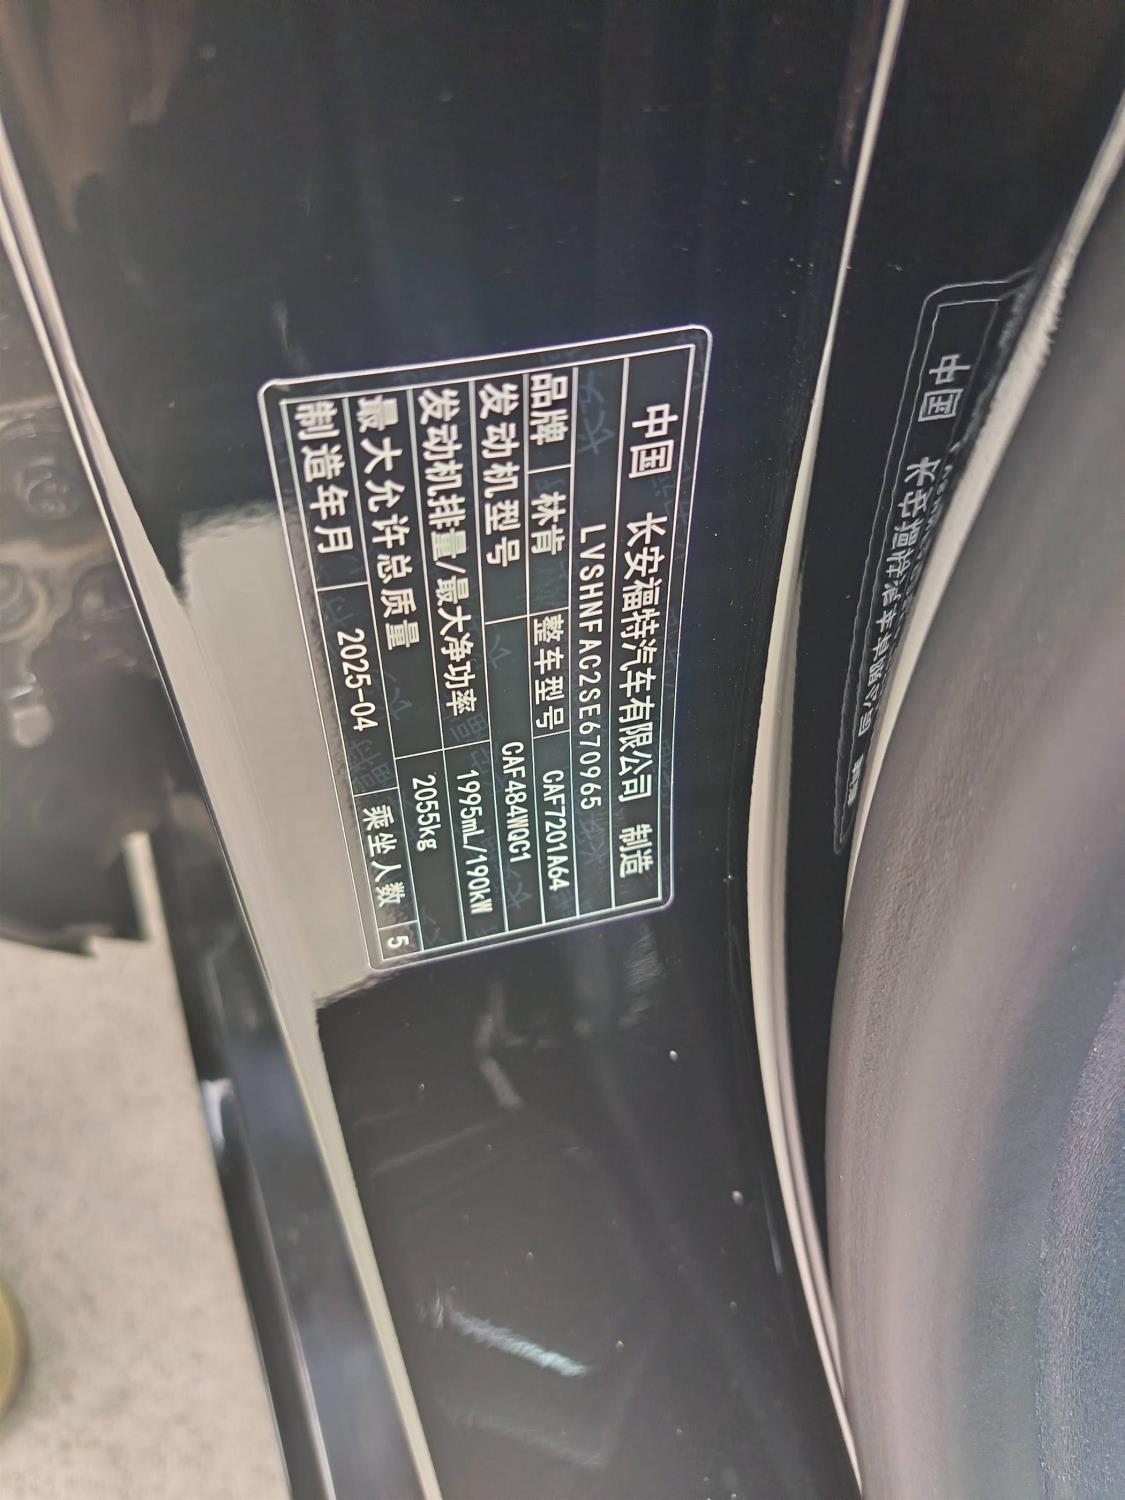 中国 长安福特汽车有限公司 制造
LVSHNFAC2SE670965
品牌 林肯 整车型号 CAF7201A64
发动机型号 CAF484WQC1
发动机排量/最大净功率 1995mL/190kW
最大允许总质量 2055kg
制造年月 2025-04 乘坐人数 5
中国